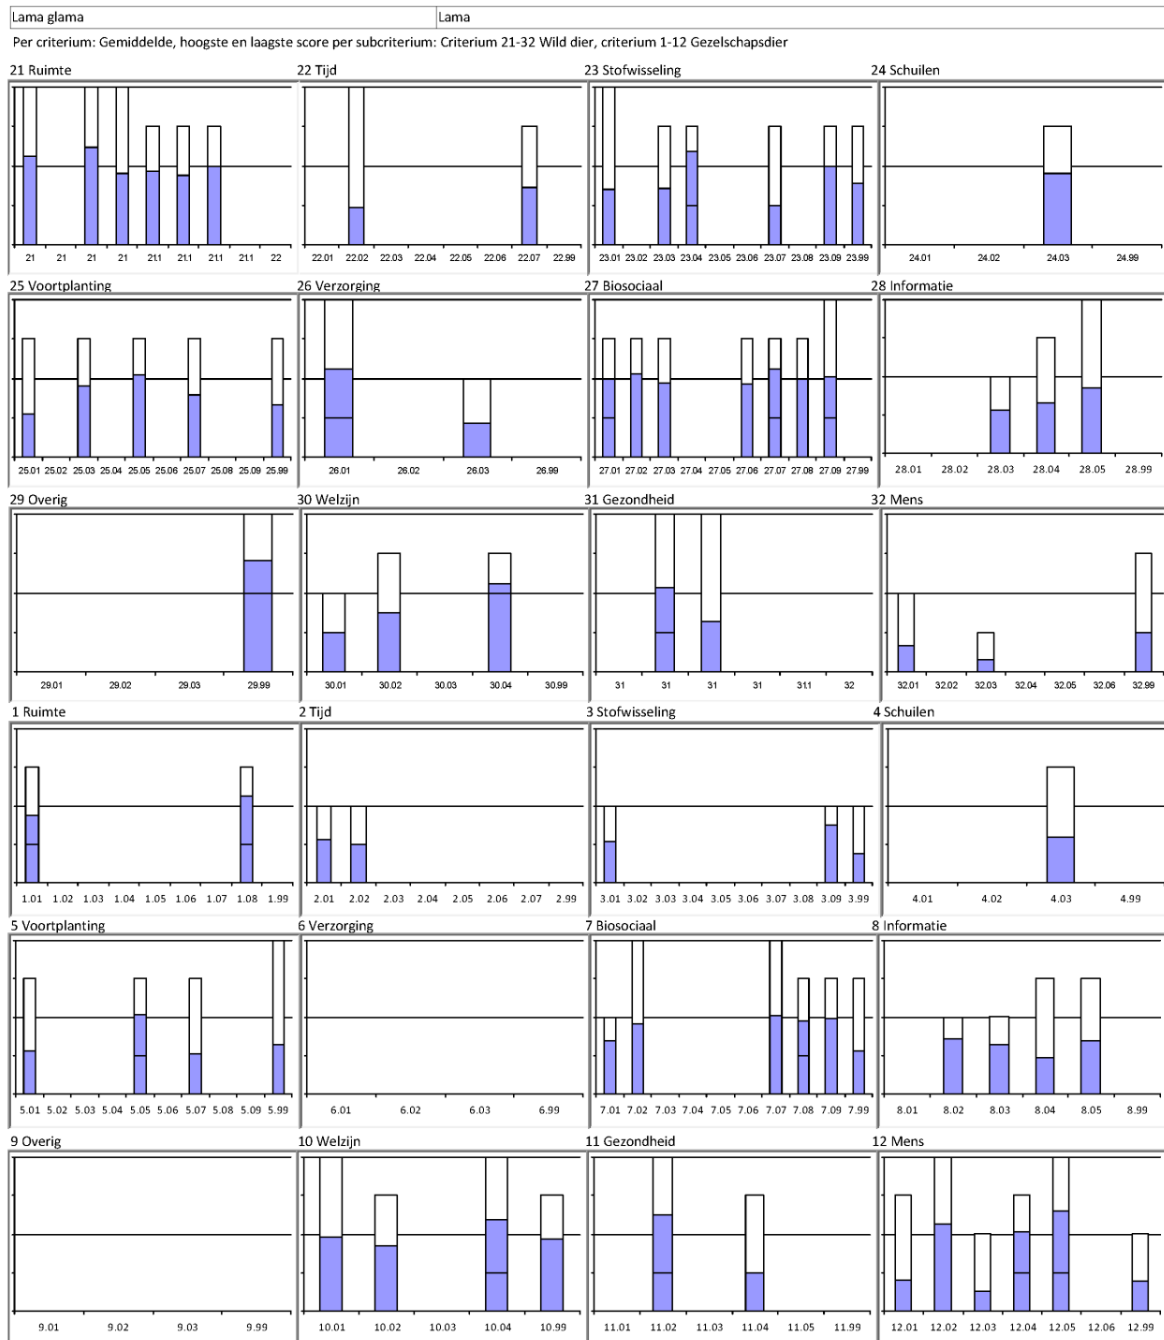 Lama glama Lama
Per criterium: Gemiddelde, hoogste en laagste score per subcriterium: Criterium 21-32 Wild dier, criterium 1-12 Gezelschapsdier
21 Ruimte 22 Tijd 23 Stofwisseling 24 Schuilen
21 21 21 21 21.1 21.1 21.1 21.1 22 22.01 22.02 22.03 22.04 22.05 22.06 22.07 22.99 23.01 23.02 23.03 23.04 23.05 23.06 23.07 23.08 23.09 23.99 24.01 24.02 24.03 24.99
25 Voortplanting 26 Verzorging 27 Biosociaal 28 Informatie
25.01 25.02 25.03 25.04 25.05 25.06 25.07 25.08 25.09 25.99 26.01 26.02 26.03 26.99 27.01 27.02 27.03 27.04 27.05 27.06 27.07 27.08 27.09 27.99 28.01 28.02 28.03 28.04 28.05 28.99
29 Overig 30 Welzijn 31 Gezondheid 32 Mens
29.01 29.02 29.03 29.99 30.01 30.02 30.03 30.04 30.99 31 31 31 31 31.1 32 32.01 32.02 32.03 32.04 32.05 32.06 32.99
1 Ruimte 2 Tijd 3 Stofwisseling 4 Schuilen
1.01 1.02 1.03 1.04 1.05 1.06 1.07 1.08 1.99 2.01 2.02 2.03 2.04 2.05 2.06 2.07 2.99 3.01 3.02 3.03 3.04 3.05 3.06 3.07 3.08 3.09 3.99 4.01 4.02 4.03 4.99
5 Voortplanting 6 Verzorging 7 Biosociaal 8 Informatie
5.01 5.02 5.03 5.04 5.05 5.06 5.07 5.08 5.09 5.99 6.01 6.02 6.03 6.99 7.01 7.02 7.03 7.04 7.05 7.06 7.07 7.08 7.09 7.99 8.01 8.02 8.03 8.04 8.05 8.99
9 Overig 10 Welzijn 11 Gezondheid 12 Mens
9.01 9.02 9.03 9.99 10.01 10.02 10.03 10.04 10.99 11.01 11.02 11.03 11.04 11.05 11.99 12.01 12.02 12.03 12.04 12.05 12.06 12.99